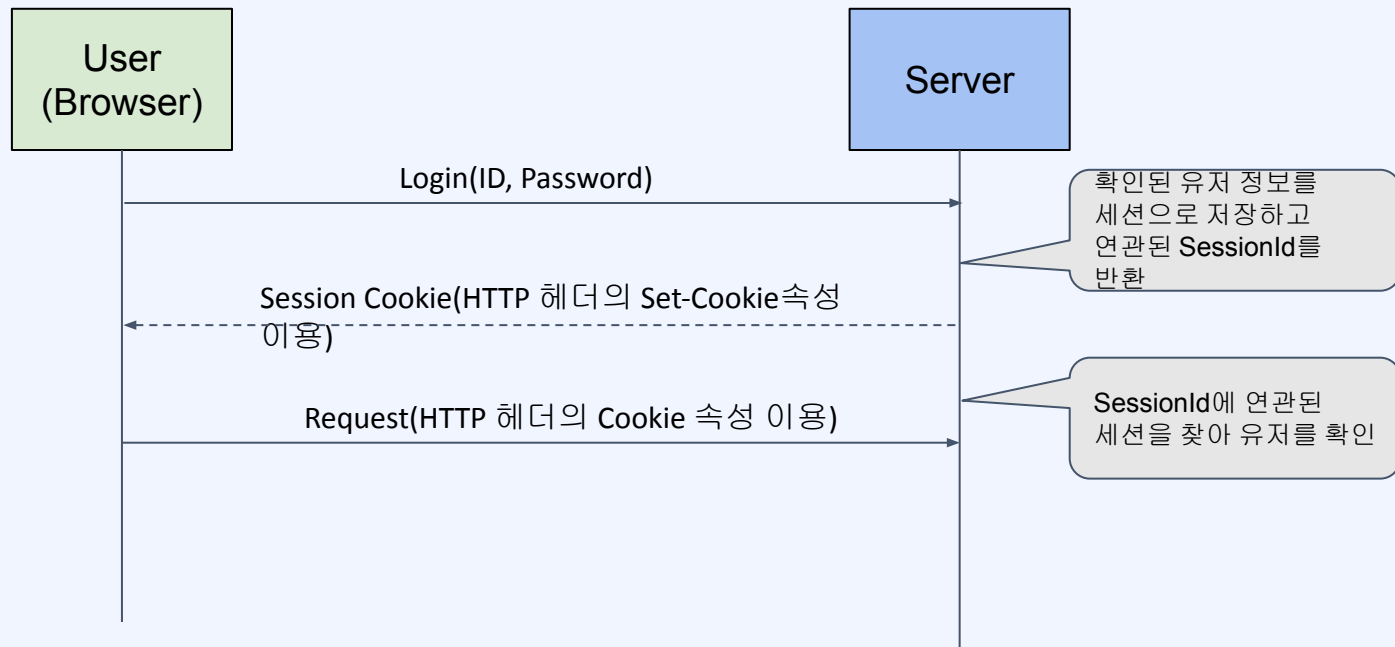 User
(Browser)
Server
Login(ID, Password)
확인된 유저 정보를
세션으로 저장하고
연관된 SessionId를
반환
Session Cookie(HTTP 헤더의 Set-Cookie속성
이용)
Request(HTTP 헤더의 Cookie 속성 이용)
SessionId에 연관된
세션을 찾아 유저를 확인